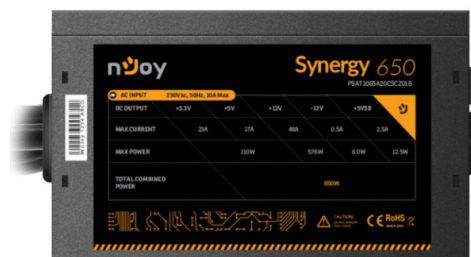 nJoy
Synergy 650
AC INPUT 230Vac, 50Hz, 10A Max
DC OUTPUT +3.3V +5V +12V -12V +5VSB
MAX CURRENT 23A 17A 48A 0.5A 2.5A
MAX POWER 110W 576W 6.0W 12.5W
TOTAL COMBINED
POWER
650W
CAUTION!
CE RoHS